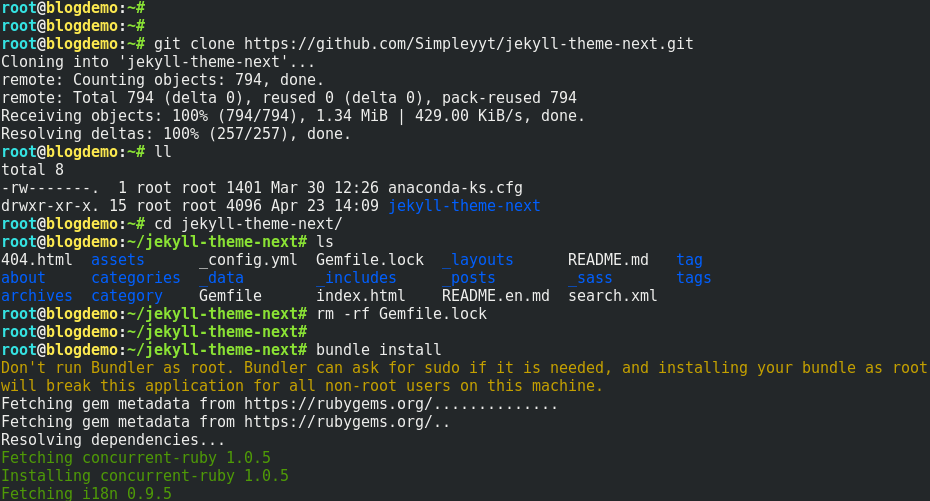 root@blogdemo:~#
root@blogdemo:~#
root@blogdemo:~# git clone https://github.com/Simpleyyt/jekyll-theme-next.git
Cloning into 'jekyll-theme-next'...
remote: Counting objects: 794, done.
remote: Total 794 (delta 0), reused 0 (delta 0), pack-reused 794
Receiving objects: 100% (794/794), 1.34 MiB | 429.00 KiB/s, done.
Resolving deltas: 100% (257/257), done.
root@blogdemo:~# ll
total 8
-rw-------.  1 root root 1401 Mar 30 12:26 anaconda-ks.cfg
drwxr-xr-x. 15 root root 4096 Apr 23 14:09 jekyll-theme-next
root@blogdemo:~# cd jekyll-theme-next/
root@blogdemo:~/jekyll-theme-next# ls
404.html  assets      _config.yml  Gemfile.lock  _layouts      README.md   tag
about     categories  _data        _includes     _posts        _sass       tags
archives  category    Gemfile      index.html    README.en.md  search.xml
root@blogdemo:~/jekyll-theme-next# rm -rf Gemfile.lock
root@blogdemo:~/jekyll-theme-next#
root@blogdemo:~/jekyll-theme-next# bundle install
Don't run Bundler as root. Bundler can ask for sudo if it is needed, and installing your bundle as root
will break this application for all non-root users on this machine.
Fetching gem metadata from https://rubygems.org/..............
Fetching gem metadata from https://rubygems.org/..
Resolving dependencies...
Fetching concurrent-ruby 1.0.5
Installing concurrent-ruby 1.0.5
Fetching i18n 0.9.5